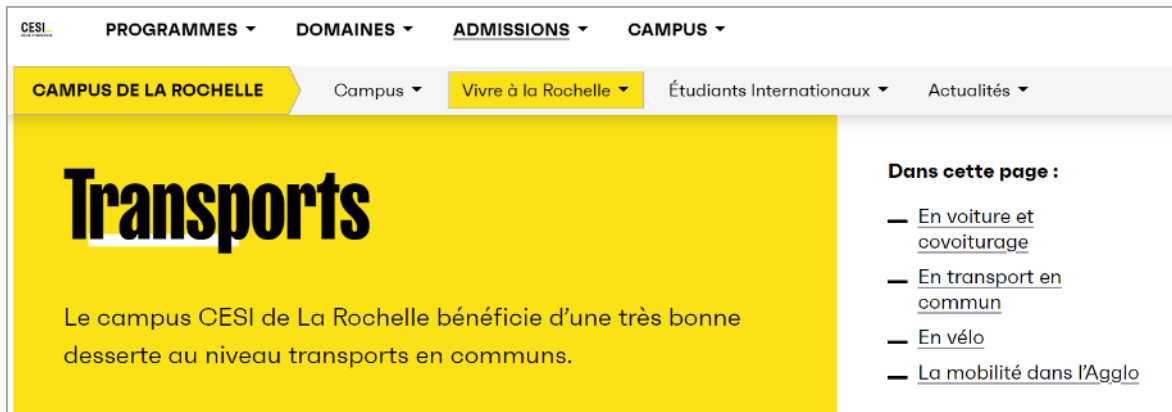 CESI
PROGRAMMES DOMAINES ADMISSIONS CAMPUS
CAMPUS DE LA ROCHELLE Campus Vivre à la Rochelle Étudiants Internationaux Actualités
Transports
Le campus CESI de La Rochelle bénéficie d'une très bonne
desserte au niveau transports en communs.
Dans cette page :
En voiture et
covoiturage
En transport en
commun
En vélo
La mobilité dans l'Agglo